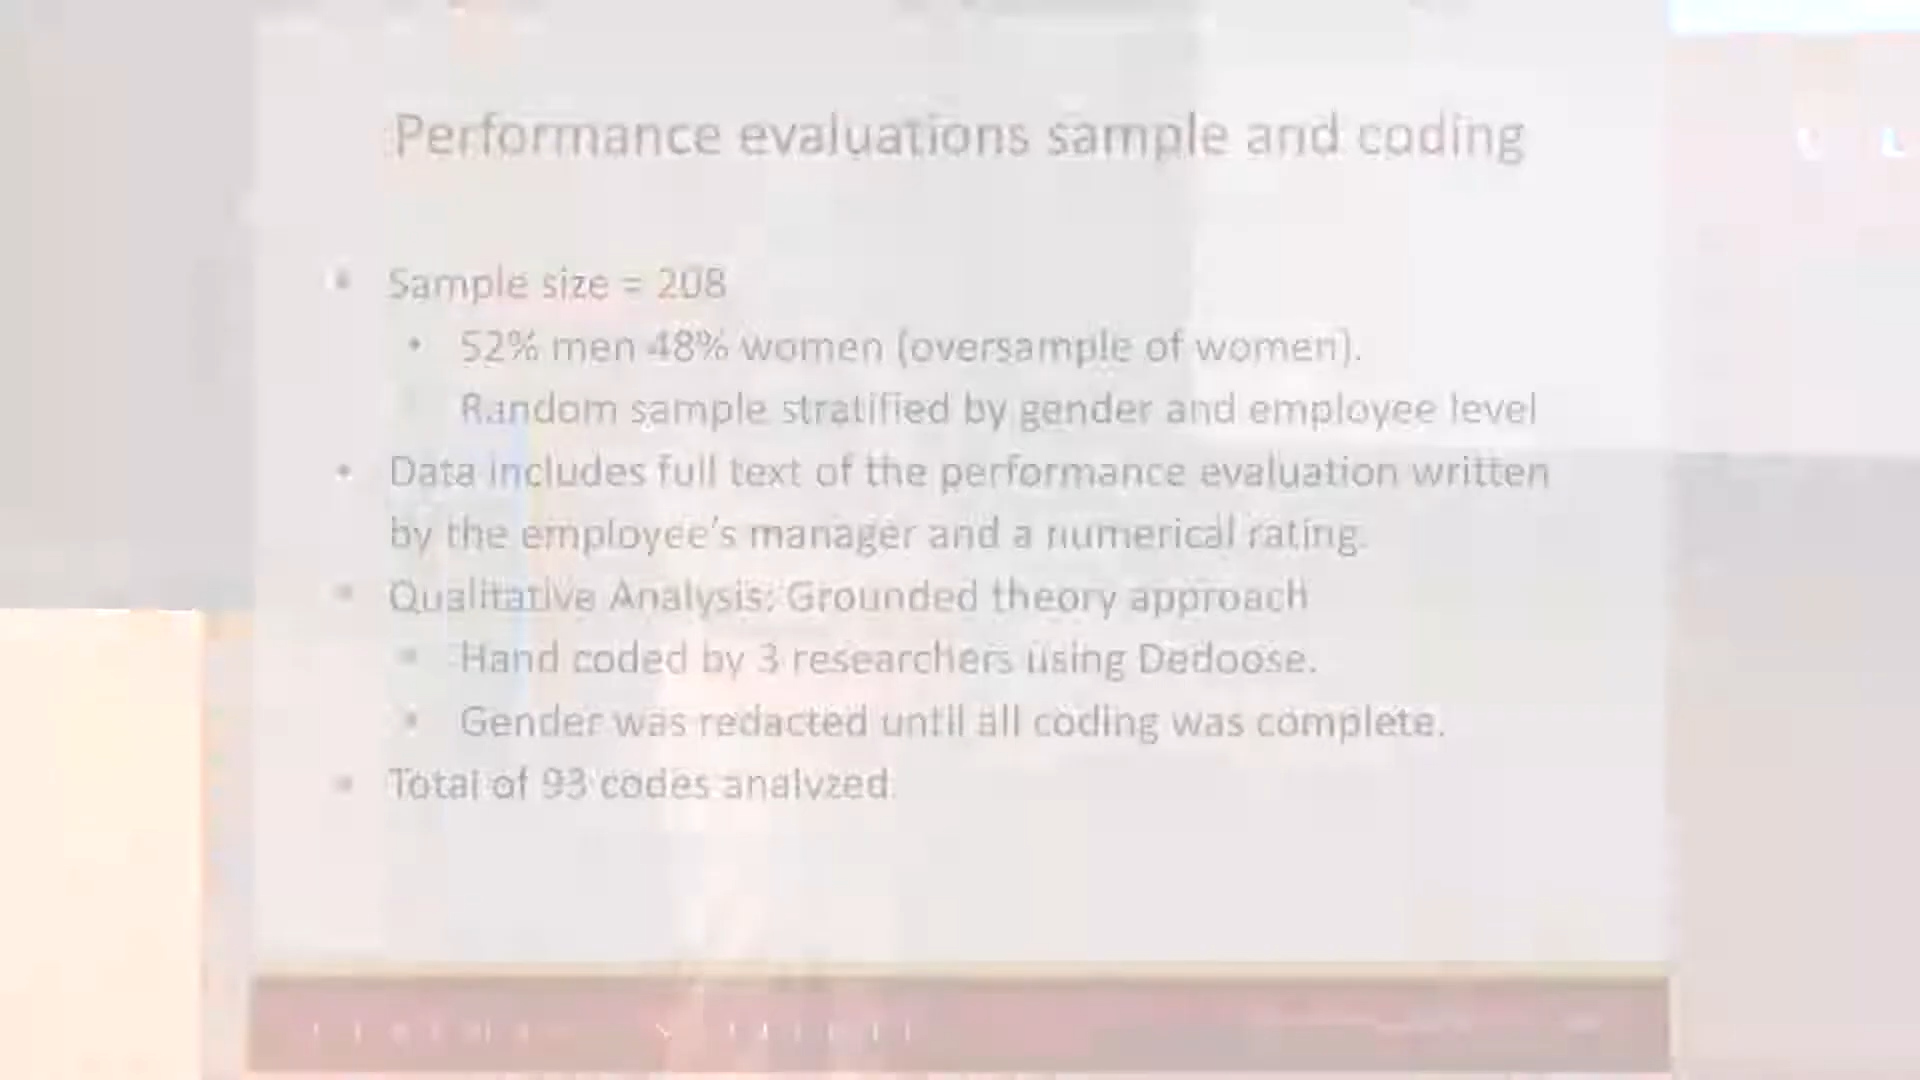 Performance evaluations sample and coding
• Sample size = 208
• 52% men 48% women (oversample of women).
Random sample stratified by gender and employee level
• Data includes full text of the performance evaluation written
by the employee's manager and a numerical rating.
• Qualitative Analysis: Grounded theory approach
• Hand coded by 3 researchers using Dedoose.
• Gender was redacted until all coding was complete.
• Total of 93 codes analyzed.